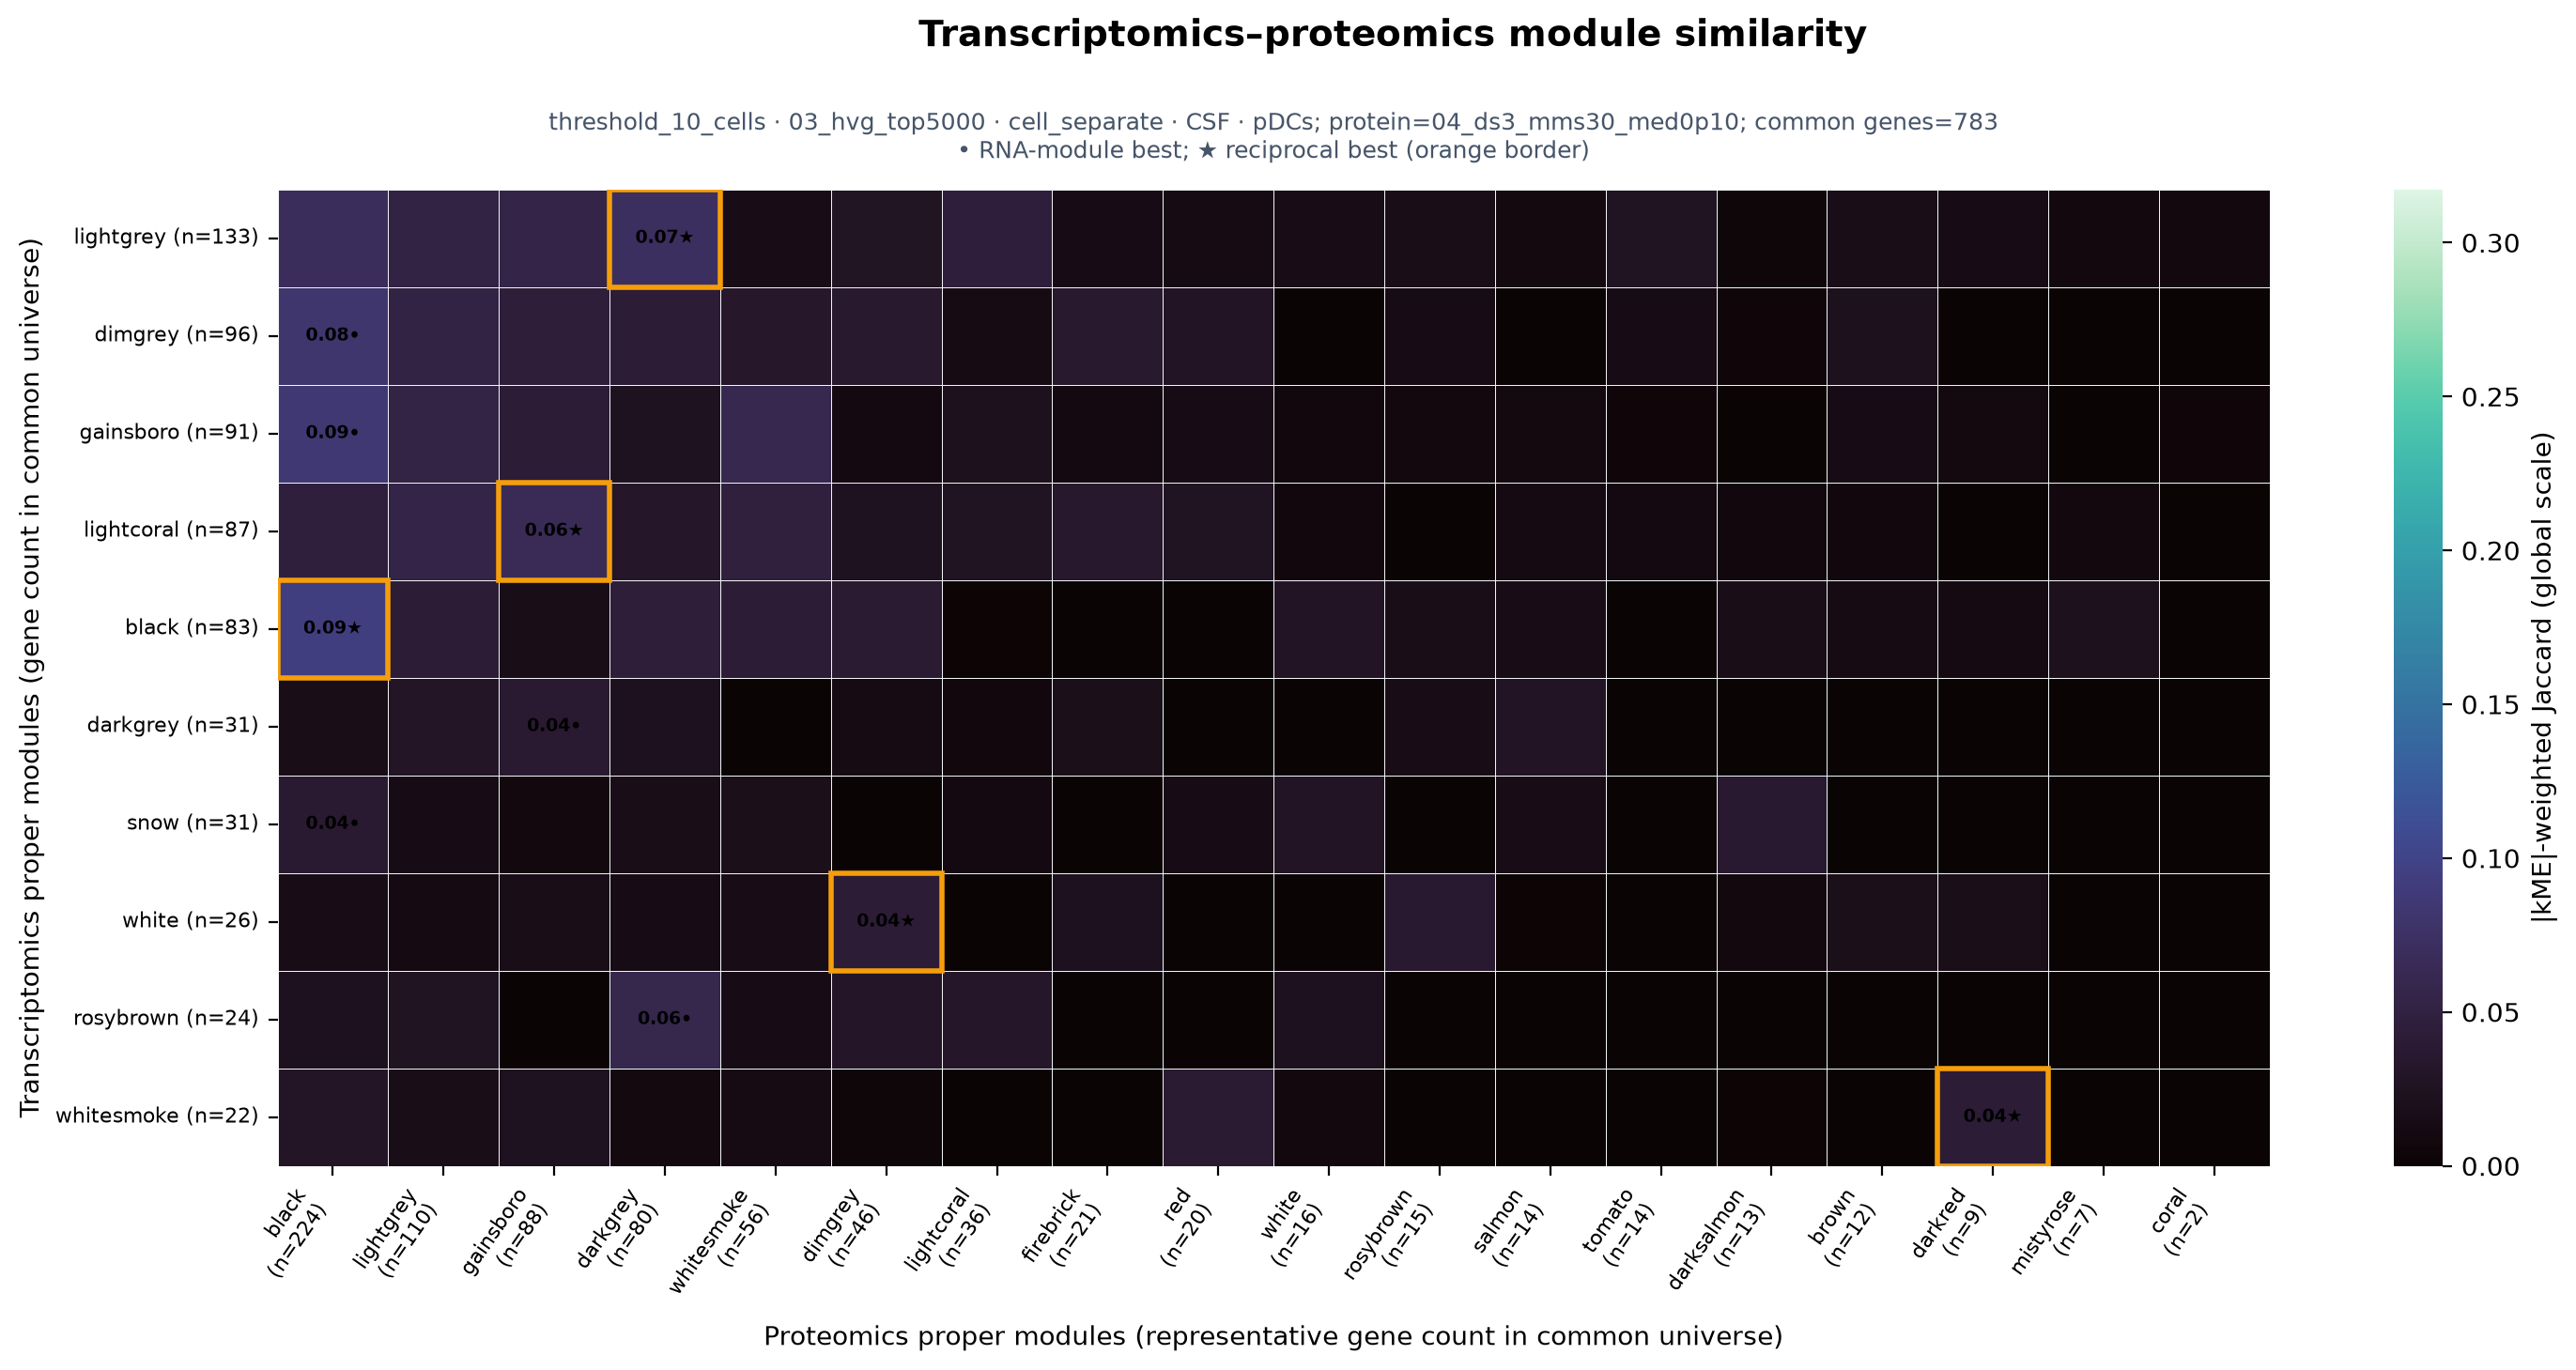 Transcriptomics–proteomics module similarity
threshold_10_cells · 03_hvg_top5000 · cell_separate · CSF · pDCs; protein=04_ds3_mms30_med0p10; common genes=783
• RNA-module best; ★ reciprocal best (orange border)
Transcriptomics proper modules (gene count in common universe)
lightgrey (n=133)
0.07★
dimgrey (n=96)
0.08•
gainsboro (n=91)
0.09•
lightcoral (n=87)
0.06★
black (n=83)
0.09★
darkgrey (n=31)
0.04•
snow (n=31)
0.04•
white (n=26)
0.04★
rosybrown (n=24)
0.06•
whitesmoke (n=22)
0.04★
black
(n=224)
lightgrey
(n=110)
gainsboro
(n=88)
darkgrey
(n=80)
whitesmoke
(n=56)
dimgrey
(n=46)
lightcoral
(n=36)
firebrick
(n=21)
red
(n=20)
white
(n=16)
rosybrown
(n=15)
salmon
(n=14)
tomato
(n=14)
darksalmon
(n=13)
brown
(n=12)
darkred
(n=9)
mistyrose
(n=7)
coral
(n=2)
Proteomics proper modules (representative gene count in common universe)
0.30
0.25
0.20
0.15
0.10
0.05
0.00
|kME|-weighted Jaccard (global scale)